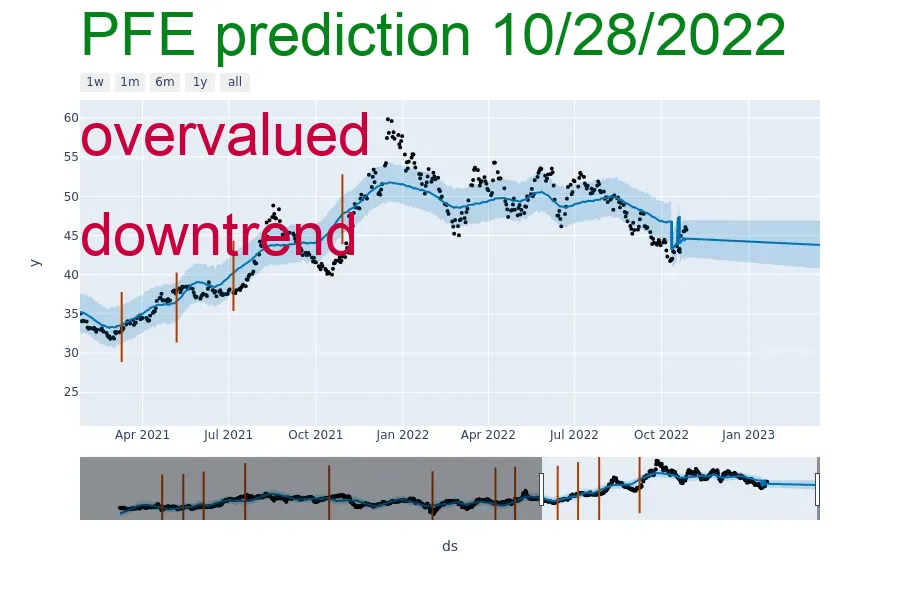 PFE prediction 10/28/2022
1w 1m 6m 1y all
60
overvalued
55
50
45
downtrend
40
35
30
25
y
Apr 2021 Jul 2021 Oct 2021 Jan 2022 Apr 2022 Jul 2022 Oct 2022 Jan 2023
ds